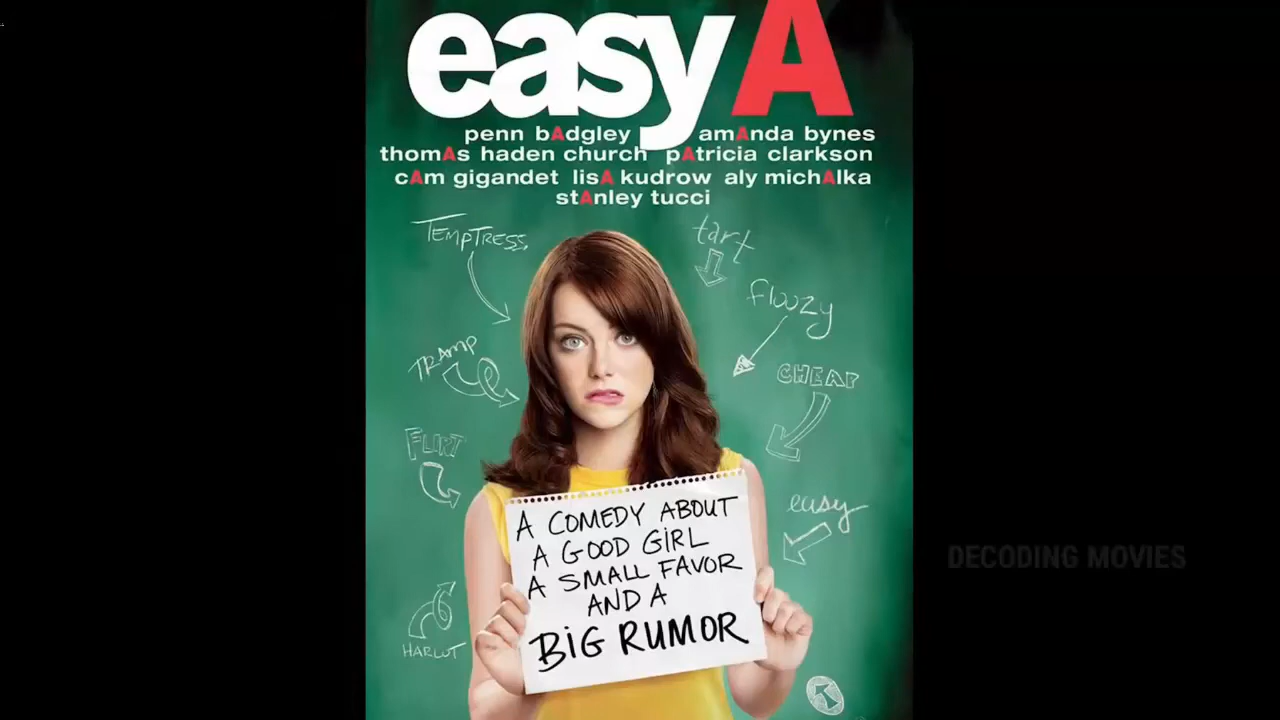 easy A
penn bAdgley amAnda bynes
thomAs haden church pAtricia clarkson
cAm gigandet lisA kudrow aly michAlka
stAnley tucci
TEMPTRESS
tart
floozy
TRAMP
CHEAP
FLIRT
easy
A COMEDY ABOUT
A GOOD GiRL
A SMALL FAVOR
AND A
BiG RUMOR
HARLOT
DECODING MOVIES